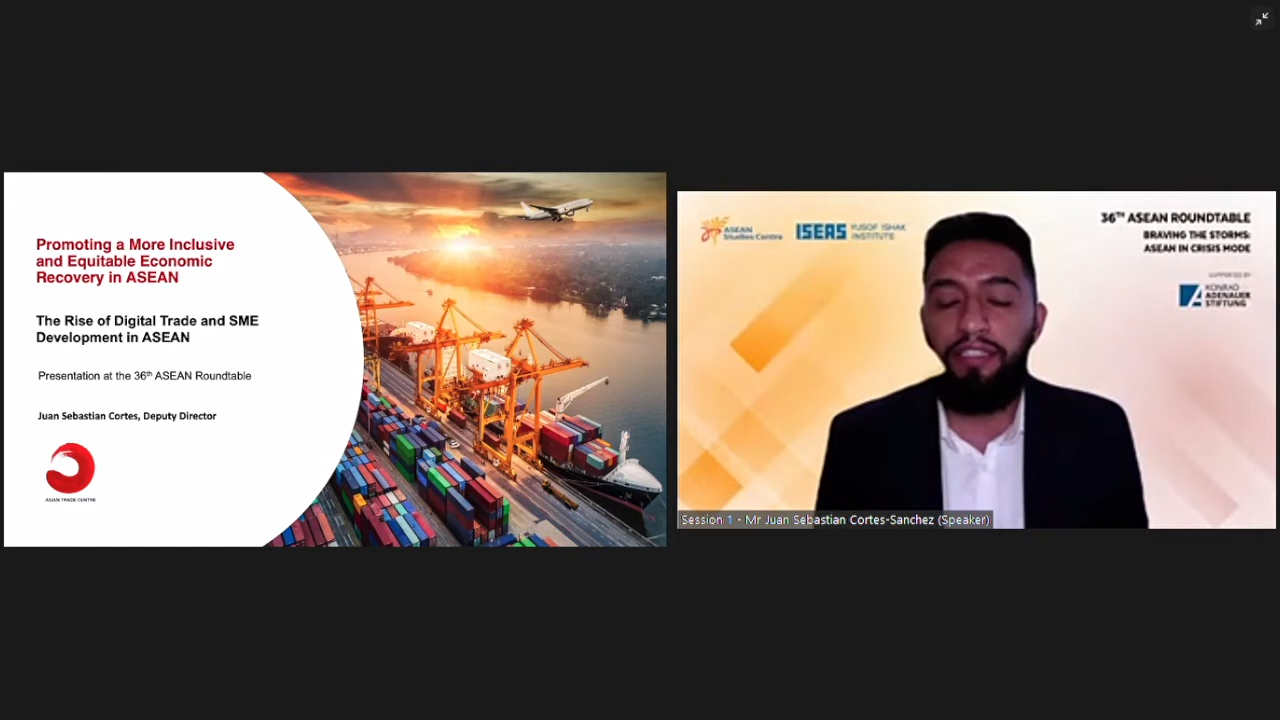 Promoting a More Inclusive
and Equitable Economic
Recovery in ASEAN
The Rise of Digital Trade and SME
Development in ASEAN
Presentation at the 36th ASEAN Roundtable
Juan Sebastian Cortes, Deputy Director
ASIAN TRADE CENTRE
ASEAN
Studies Centre
ISEAS
YUSOF ISHAK
INSTITUTE
36TH ASEAN ROUNDTABLE
BRAVING THE STORMS:
ASEAN IN CRISIS MODE
SUPPORTED BY
KONRAD
ADENAUER
STIFTUNG
Session 1 - Mr Juan Sebastian Cortes-Sanchez (Speaker)